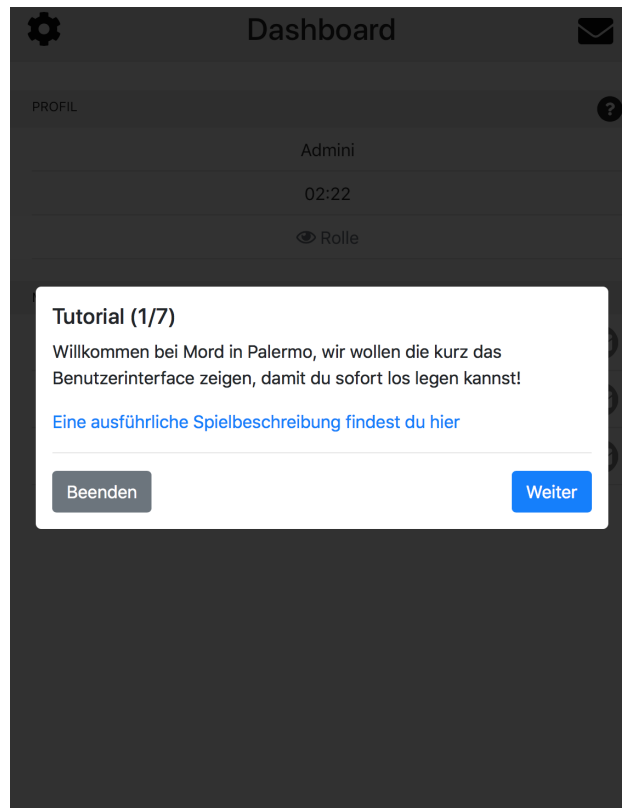 Dashboard
PROFIL
Admini
02:22
Rolle
Tutorial (1/7)
Willkommen bei Mord in Palermo, wir wollen die kurz das
Benutzerinterface zeigen, damit du sofort los legen kannst!
Eine ausführliche Spielbeschreibung findest du hier
Beenden
Weiter